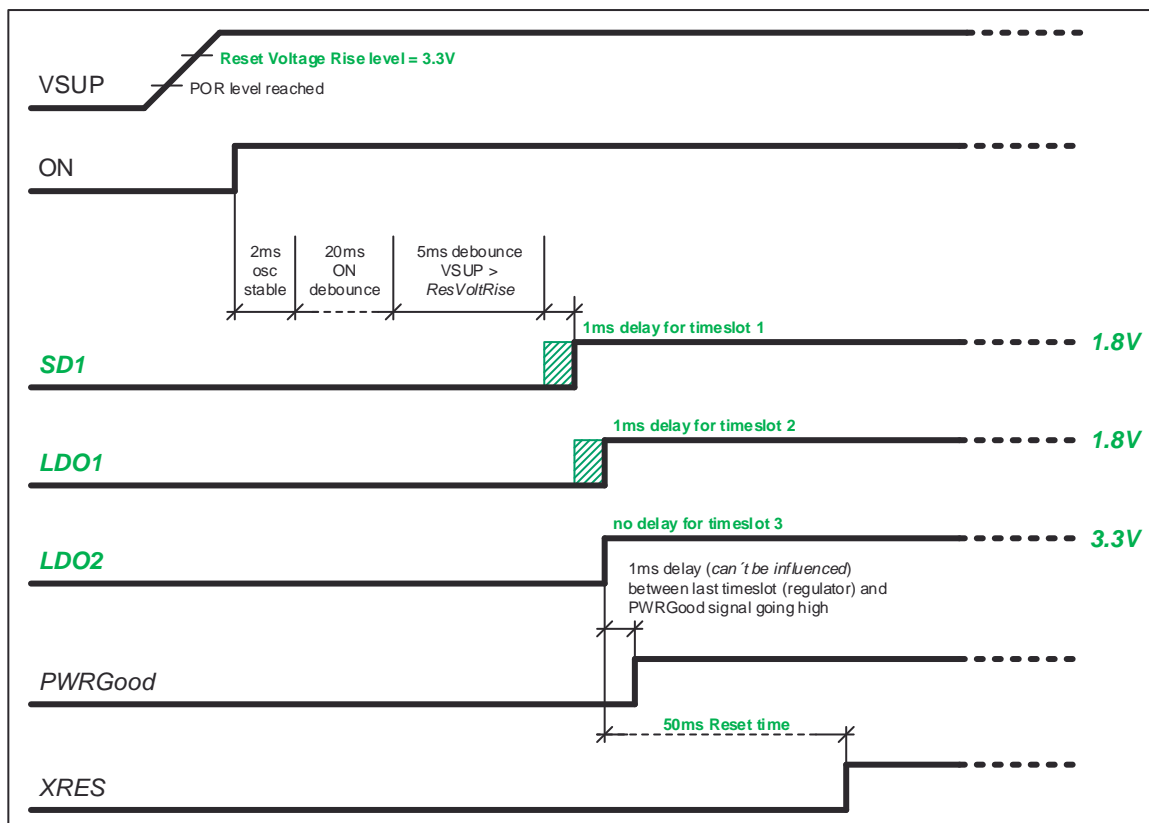 Reset Voltage Rise level = 3.3V
VSUP
POR level reached
ON
2ms
osc
stable
20ms
ON
debounce
5ms debounce
VSUP >
ResVoltRise
1ms delay for timeslot 1
SD1
1.8V
1ms delay for timeslot 2
LDO1
1.8V
no delay for timeslot 3
LDO2
3.3V
1ms delay (can´t be influenced)
between last timeslot (regulator) and
PWRGood signal going high
PWRGood
50ms Reset time
XRES